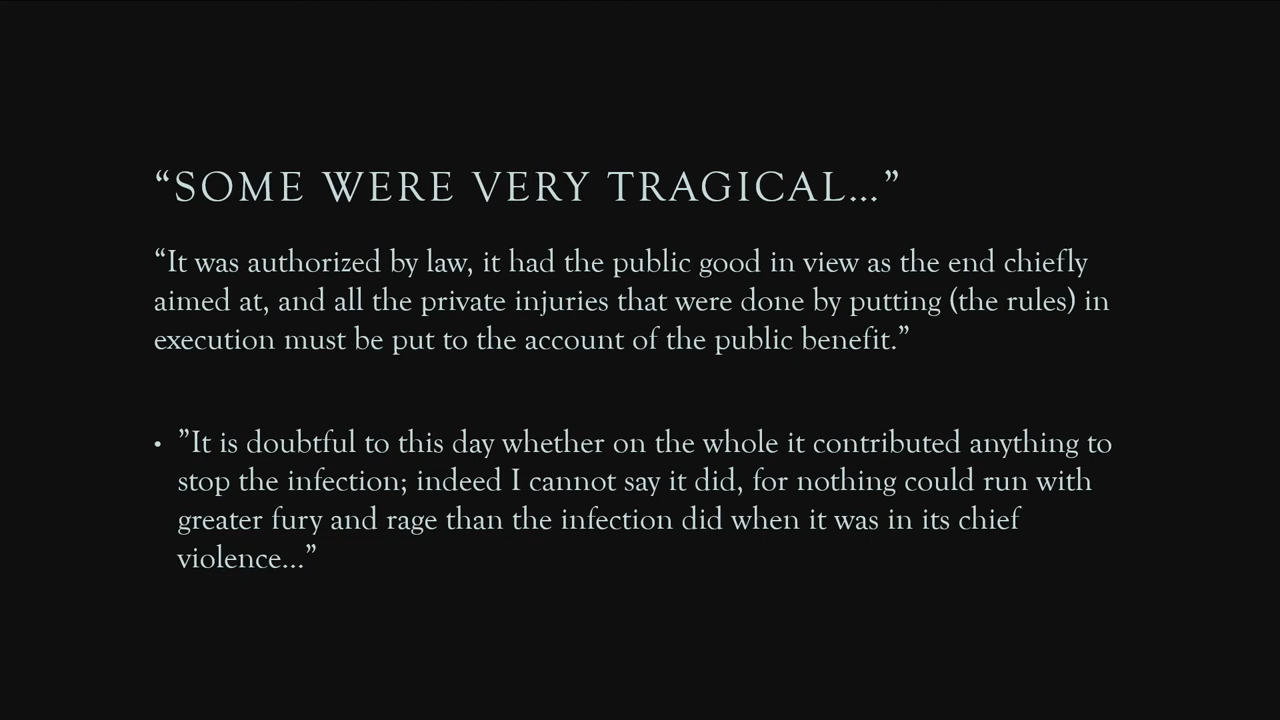 “SOME WERE VERY TRAGICAL...”
“It was authorized by law, it had the public good in view as the end chiefly
aimed at, and all the private injuries that were done by putting (the rules) in
execution must be put to the account of the public benefit.”
• ”It is doubtful to this day whether on the whole it contributed anything to
stop the infection; indeed I cannot say it did, for nothing could run with
greater fury and rage than the infection did when it was in its chief
violence...”